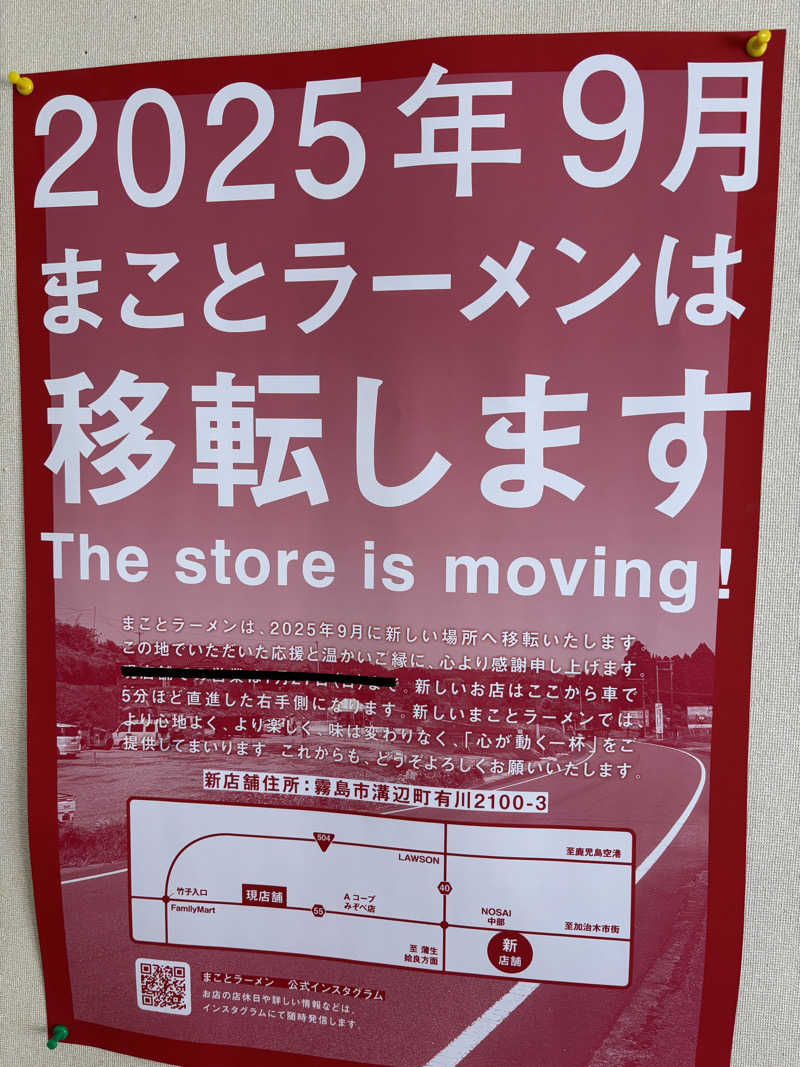 2025年9月
まことラーメンは
移転します
The store is moving!
まことラーメンは、2025年9月に新しい場所へ移転いたします
この地でいただいた応援と温かいご縁に、心より感謝申し上げます。
。新しいお店はここから車で
5分ほど直進した右手側になります。新しいまことラーメンでは、
より心地よく、より楽しく、味は変わりなく、「心が動く一杯」をご
提供してまいります これからも、どうぞよろしくお願いいたします。
新店舗住所：霧島市溝辺町有川2100-3
504
LAWSON
至鹿児島空港
竹子入口
FamilyMart
現店舗
55
Aコープ
みぞべ店
40
NOSAI
中部
至加治木市街
至 蒲生
姶良方面
新
店舗
まことラーメン 公式インスタグラム
お店の店休日や詳しい情報などは、
インスタグラムにて随時発信します